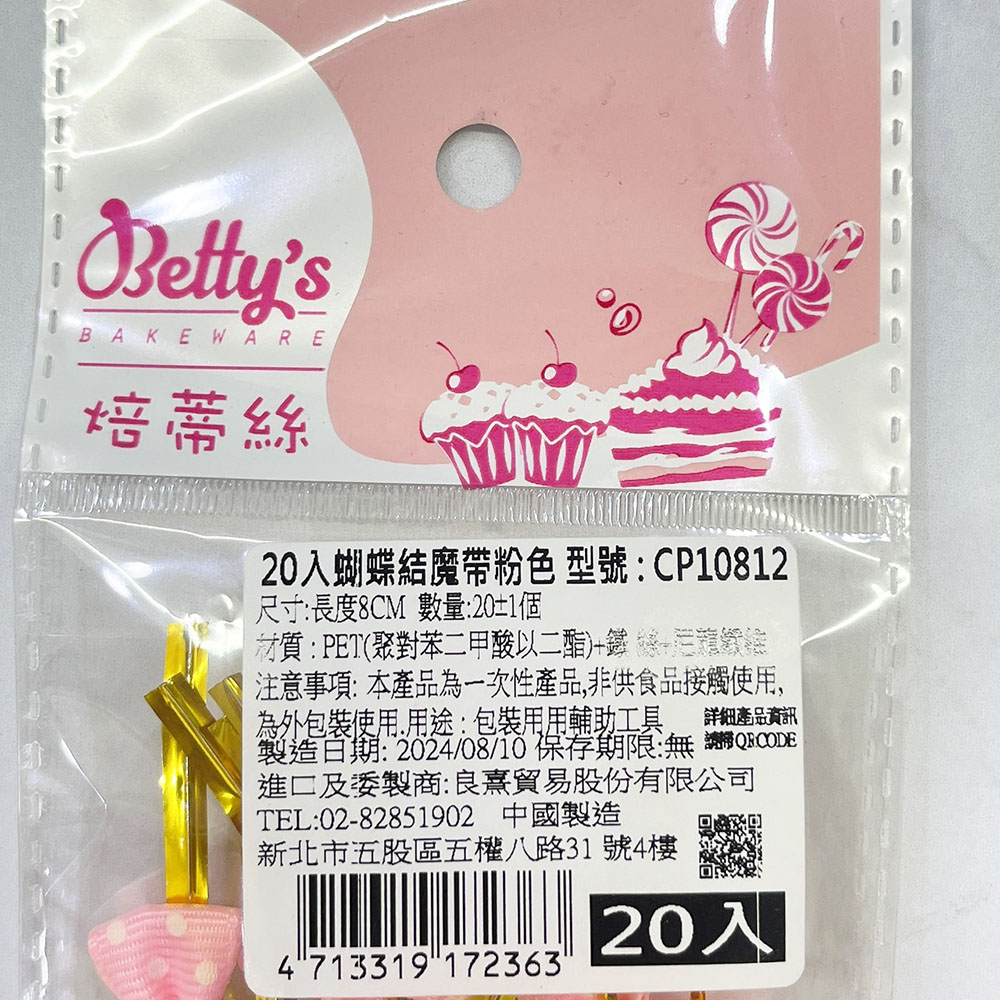 Betty's
BAKEWARE
焙蒂絲
20入蝴蝶結魔帶粉色 型號：CP10812
尺寸:長度8CM 數量:20±1個
材質：PET(聚對苯二甲酸以二酯)+鐵 絲+尼龍纖維
注意事項: 本產品為一次性產品,非供食品接觸使用,
為外包裝使用.用途：包裝用用輔助工具
詳細產品資訊
請掃QRCODE
製造日期: 2024/08/10 保存期限:無
進口及委製商:良熹貿易股份有限公司
TEL:02-82851902 中國製造
新北市五股區五權八路31 號4樓
4 713319 172363
20入